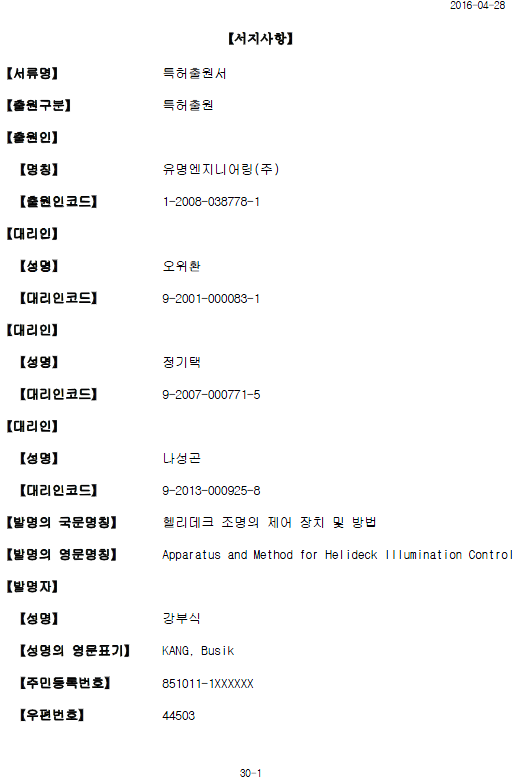 2016-04-28
【서지사항】
【서류명】 특허출원서
【출원구분】 특허출원
【출원인】
【명칭】 유명엔지니어링(주)
【출원인코드】 1-2008-038778-1
【대리인】
【성명】 오위환
【대리인코드】 9-2001-000083-1
【대리인】
【성명】 정기택
【대리인코드】 9-2007-000771-5
【대리인】
【성명】 나성곤
【대리인코드】 9-2013-000925-8
【발명의 국문명칭】 헬리데크 조명의 제어 장치 및 방법
【발명의 영문명칭】 Apparatus and Method for Helideck Illumination Control
【발명자】
【성명】 강부식
【성명의 영문표기】 KANG, Busik
【주민등록번호】 851011-1XXXXXX
【우편번호】 44503
30-1